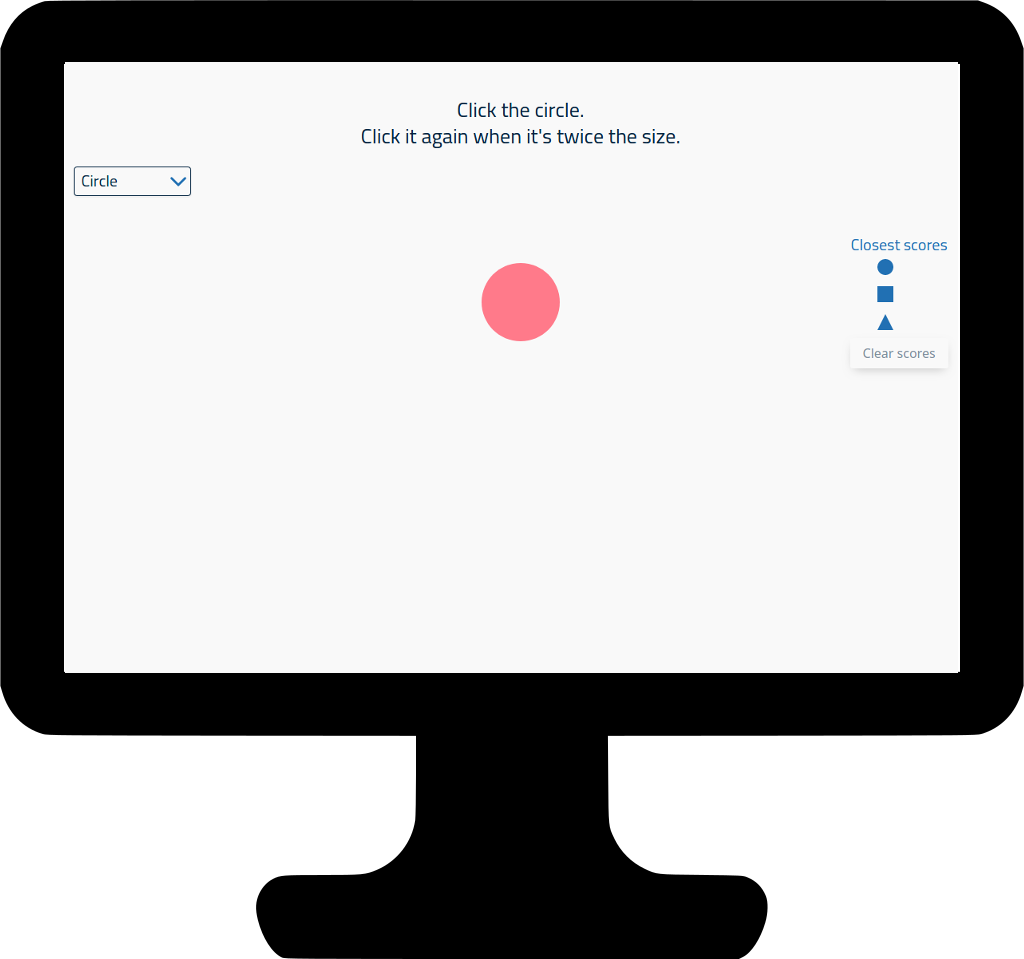 Click the circle.
Click it again when it's twice the size.
Circle
Closest scores
Clear scores